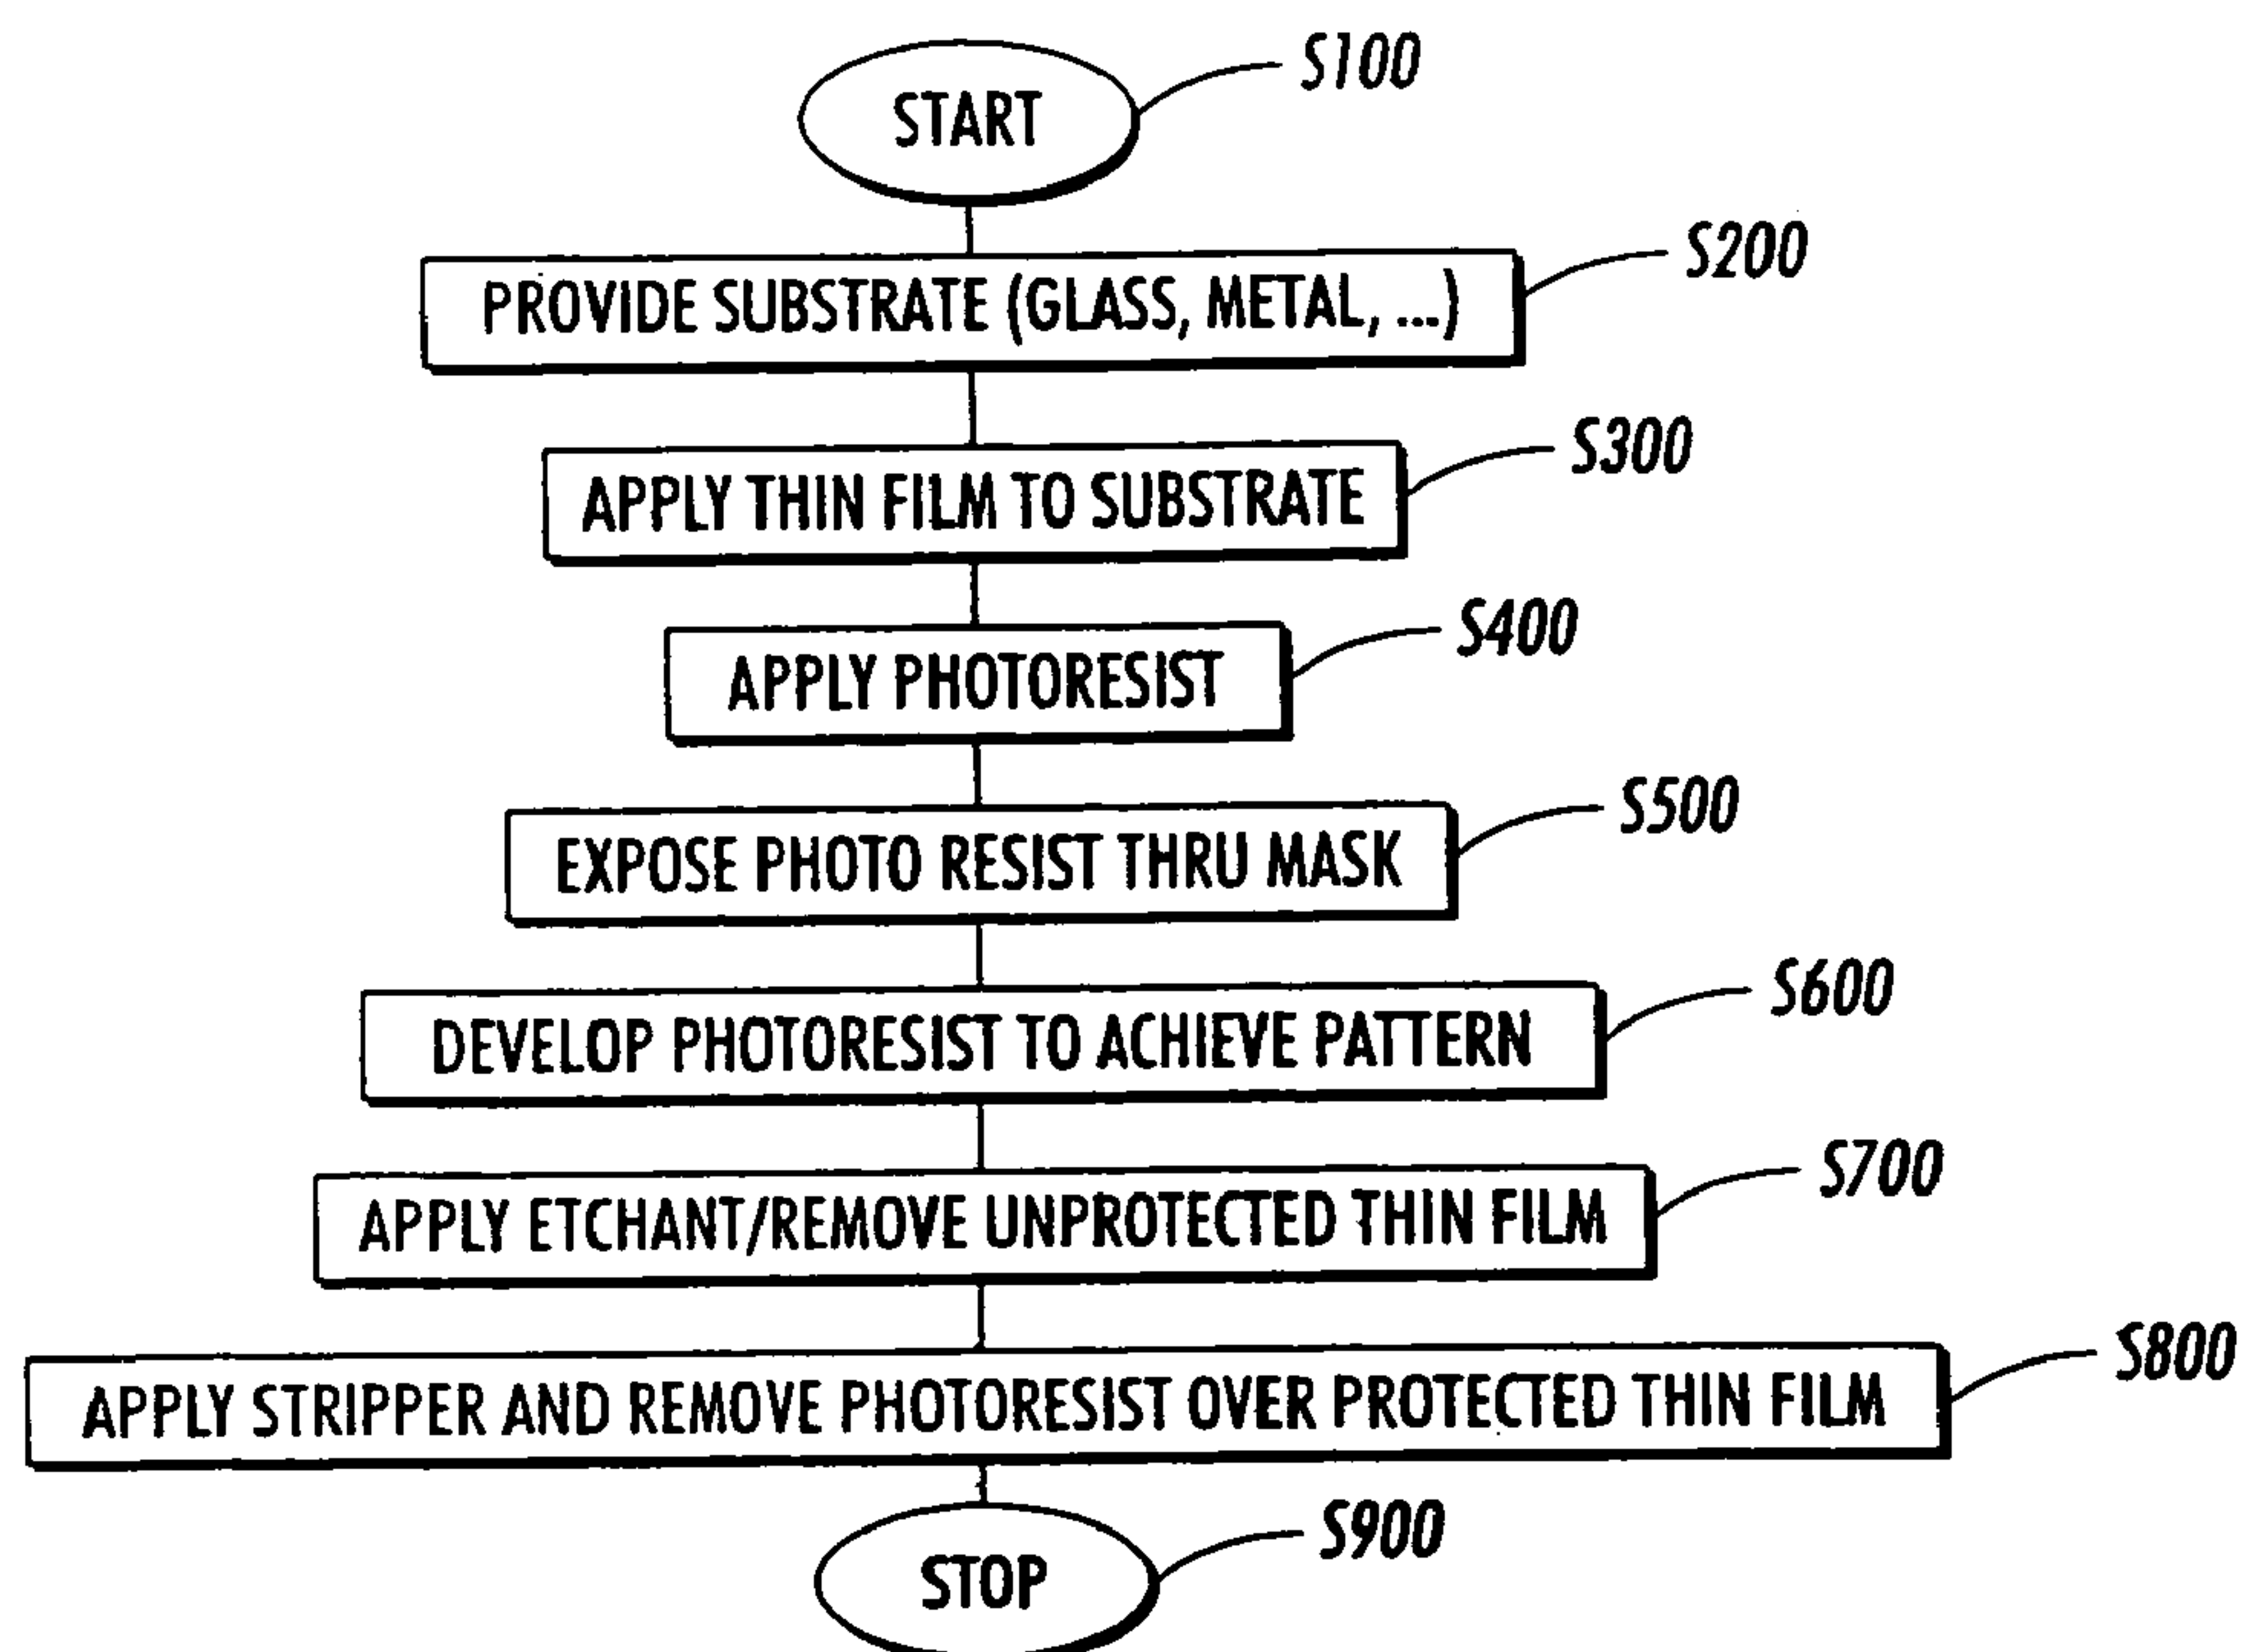 START
S100
PROVIDE SUBSTRATE (GLASS, METAL, ...)
S200
APPLY THIN FILM TO SUBSTRATE
S300
APPLY PHOTORESIST
S400
EXPOSE PHOTO RESIST THRU MASK
S500
DEVELOP PHOTORESIST TO ACHIEVE PATTERN
S600
APPLY ETCHANT/REMOVE UNPROTECTED THIN FILM
S700
APPLY STRIPPER AND REMOVE PHOTORESIST OVER PROTECTED THIN FILM
S800
STOP
S900